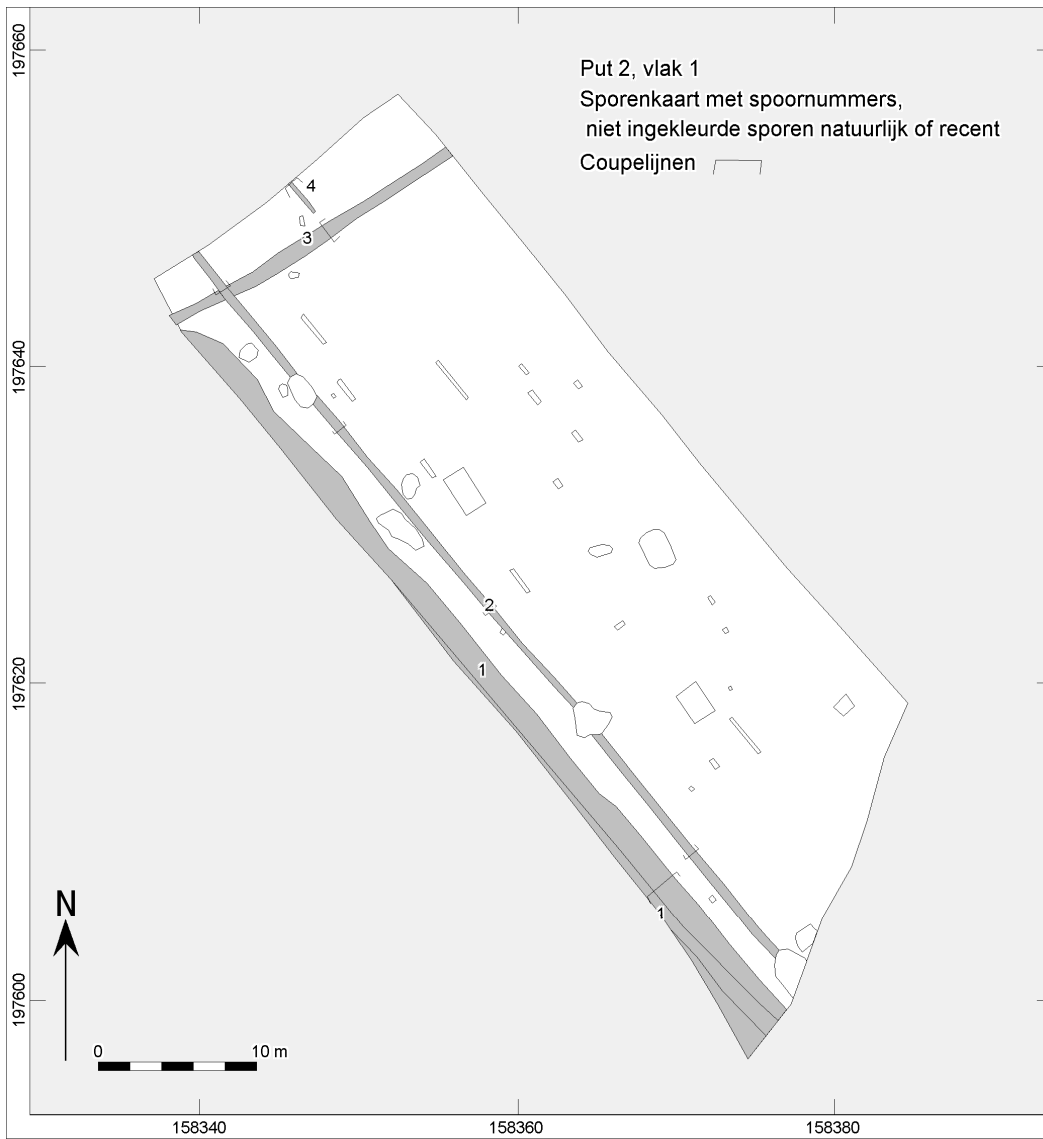 Put 2, vlak 1
Sporenkaart met spoornummers,
niet ingekleurde sporen natuurlijk of recent
Coupelijnen
197660
4
3
197640
2
1
197620
1
N
197600
0 10 m
158340 158360 158380